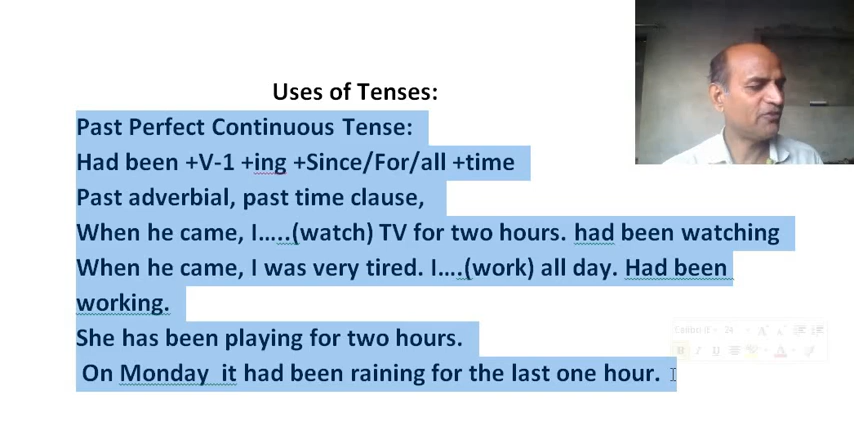 Uses of Tenses:
Past Perfect Continuous Tense:
Had been +V-1 +ing +Since/For/all +time
Past adverbial, past time clause,
When he came, I…..(watch) TV for two hours. had been watching
When he came, I was very tired. I….(work) all day. Had been
working.
She has been playing for two hours.
On Monday it had been raining for the last one hour.